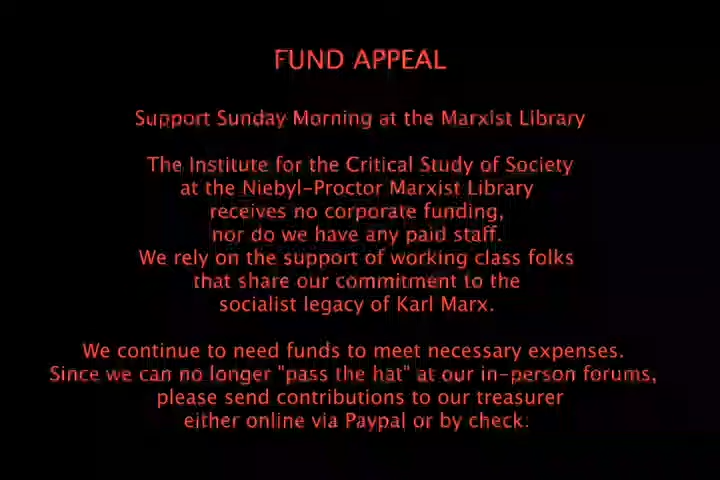 FUND APPEAL
Support Sunday Morning at the Marxist Library
The Institute for the Critical Study of Society
at the Niebyl-Proctor Marxist Library
receives no corporate funding,
nor do we have any paid staff.
We rely on the support of working class folks
that share our commitment to the
socialist legacy of Karl Marx.
We continue to need funds to meet necessary expenses.
Since we can no longer "pass the hat" at our in-person forums,
please send contributions to our treasurer
either online via Paypal or by check: